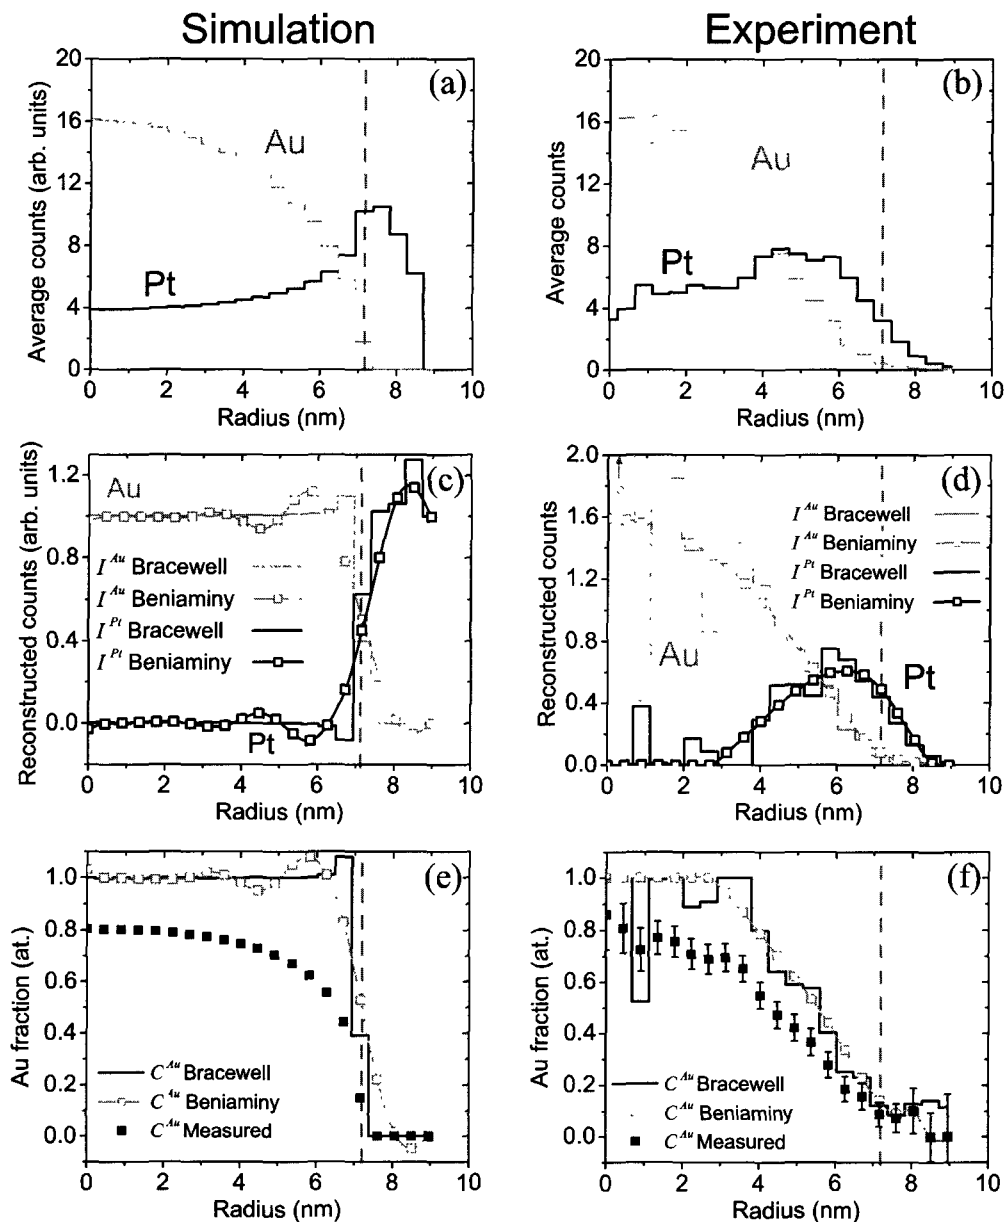 Simulation
Experiment
(a)
Average counts (arb. units)
20
16
12
8
4
0
Au
Pt
0 2 4 6 8 10
Radius (nm)
(b)
Average counts
20
16
12
8
4
0
Au
Pt
0 2 4 6 8 10
Radius (nm)
(c)
Reconstructed counts (arb. units)
1.2
0.8
0.4
0.0
Au
I^Au Bracewell
I^Au Beniaminy
I^Pt Bracewell
I^Pt Beniaminy
Pt
0 2 4 6 8 10
Radius (nm)
(d)
Reconstructed counts
2.0
1.6
1.2
0.8
0.4
0.0
I^Au Bracewell
I^Au Beniaminy
I^Pt Bracewell
I^Pt Beniaminy
Au
Pt
0 2 4 6 8 10
Radius (nm)
(e)
Au fraction (at.)
1.0
0.8
0.6
0.4
0.2
0.0
C^Au Bracewell
C^Au Beniaminy
C^Au Measured
0 2 4 6 8 10
Radius (nm)
(f)
Au fraction (at.)
1.0
0.8
0.6
0.4
0.2
0.0
C^Au Bracewell
C^Au Beniaminy
C^Au Measured
0 2 4 6 8 10
Radius (nm)